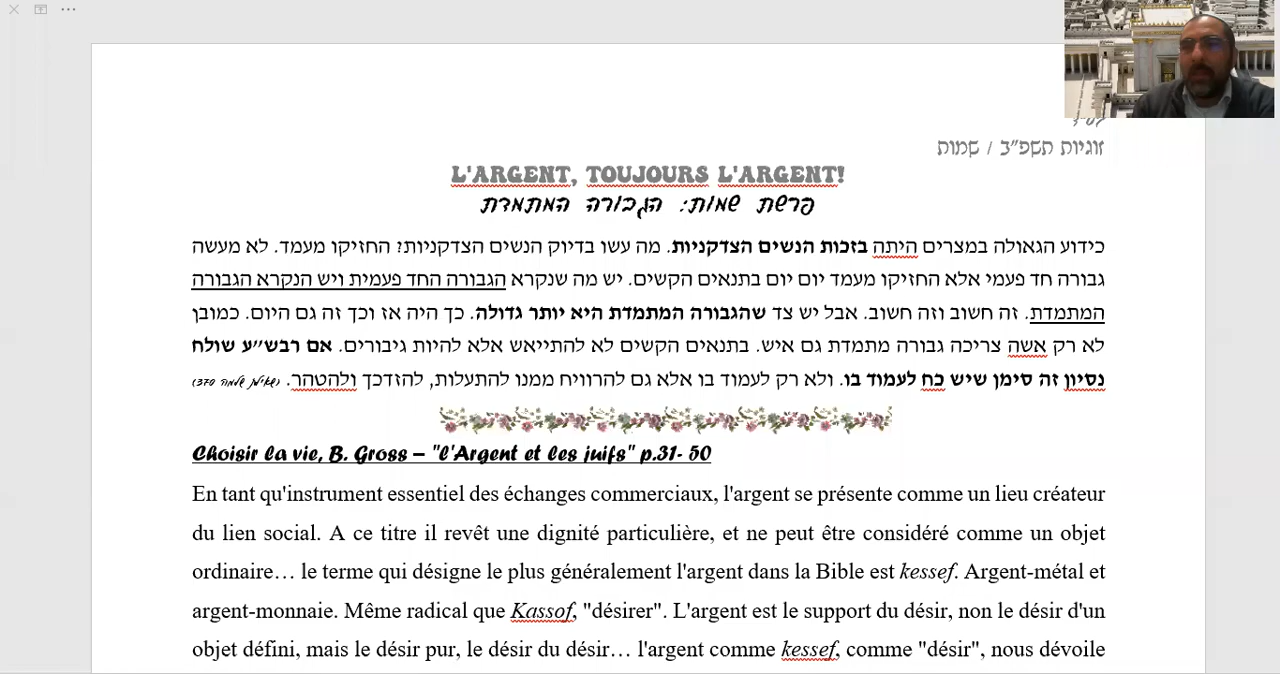 בס"ד
זוגיות תשפ"ב / שמות
L'ARGENT, TOUJOURS L'ARGENT!
פרשת שמות: הגבורה המתמדת
כידוע הגאולה במצרים היתה בזכות הנשים הצדקניות. מה עשו בדיוק הנשים הצדקניות? החזיקו מעמד. לא מעשה
גבורה חד פעמי אלא החזיקו מעמד יום יום בתנאים הקשים. יש מה שנקרא הגבורה החד פעמית ויש הנקרא הגבורה
המתמדת. זה חשוב וזה חשוב. אבל יש צד שהגבורה המתמדת היא יותר גדולה. כך היה אז וכך זה גם היום. כמובן
לא רק אשה צריכה גבורה מתמדת גם איש. בתנאים הקשים לא להתייאש אלא להיות גיבורים. אם רבש״ע שולח
נסיון זה סימן שיש כח לעמוד בו. ולא רק לעמוד בו אלא גם להרוויח ממנו להתעלות, להזדכך ולהטהר. (שאילת שלמה 370)
Choisir la vie, B. Gross – "l'Argent et les juifs" p.31- 50
En tant qu'instrument essentiel des échanges commerciaux, l'argent se présente comme un lieu créateur
du lien social. A ce titre il revêt une dignité particulière, et ne peut être considéré comme un objet
ordinaire… le terme qui désigne le plus généralement l'argent dans la Bible est kessef. Argent-métal et
argent-monnaie. Même radical que Kassof, "désirer". L'argent est le support du désir, non le désir d'un
objet défini, mais le désir pur, le désir du désir… l'argent comme kessef, comme "désir", nous dévoile